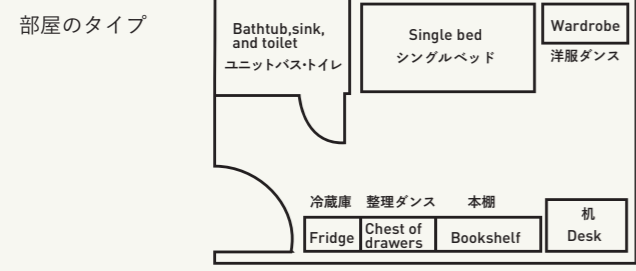 部屋のタイプ
Bathtub,sink,
and toilet
ユニットバス・トイレ
Single bed
シングルベッド
Wardrobe
洋服ダンス
冷蔵庫
整理ダンス
本棚
Fridge
Chest of
drawers
Bookshelf
机
Desk